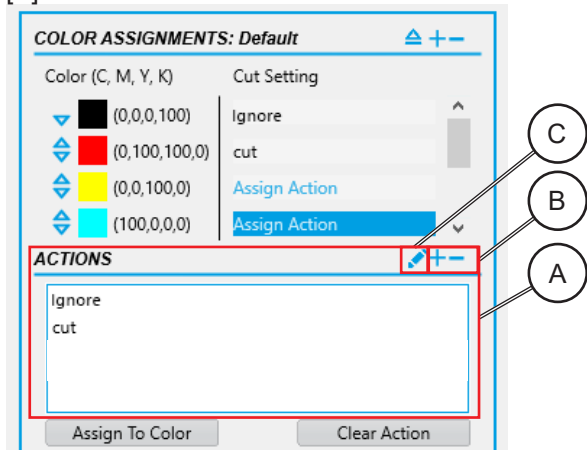 COLOR ASSIGNMENTS: Default
Color (C, M, Y, K) Cut Setting
(0,0,0,100) Ignore
(0,100,100,0) cut
(0,0,100,0) Assign Action
(100,0,0,0) Assign Action
C
B
A
ACTIONS
Ignore
cut
Assign To Color Clear Action